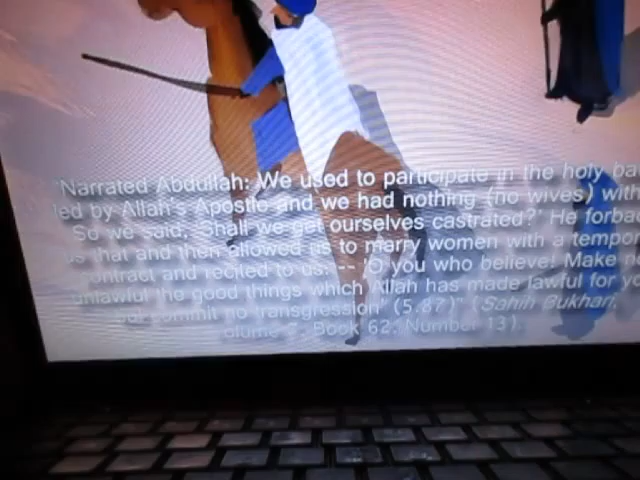 "Narrated Abdullah: We used to participate in the holy ba
led by Allah's Apostle and we had nothing (no wives) with
So we said, 'Shall we get ourselves castrated?' He forba
us that and then allowed us to marry women with a tempor
contract and recited to us: -- 'O you who believe! Make no
unlawful the good things which Allah has made lawful for yo
but commit no transgression'" (5.87)" (Sahih Bukhari,
olume 7, Book 62, Number 13).